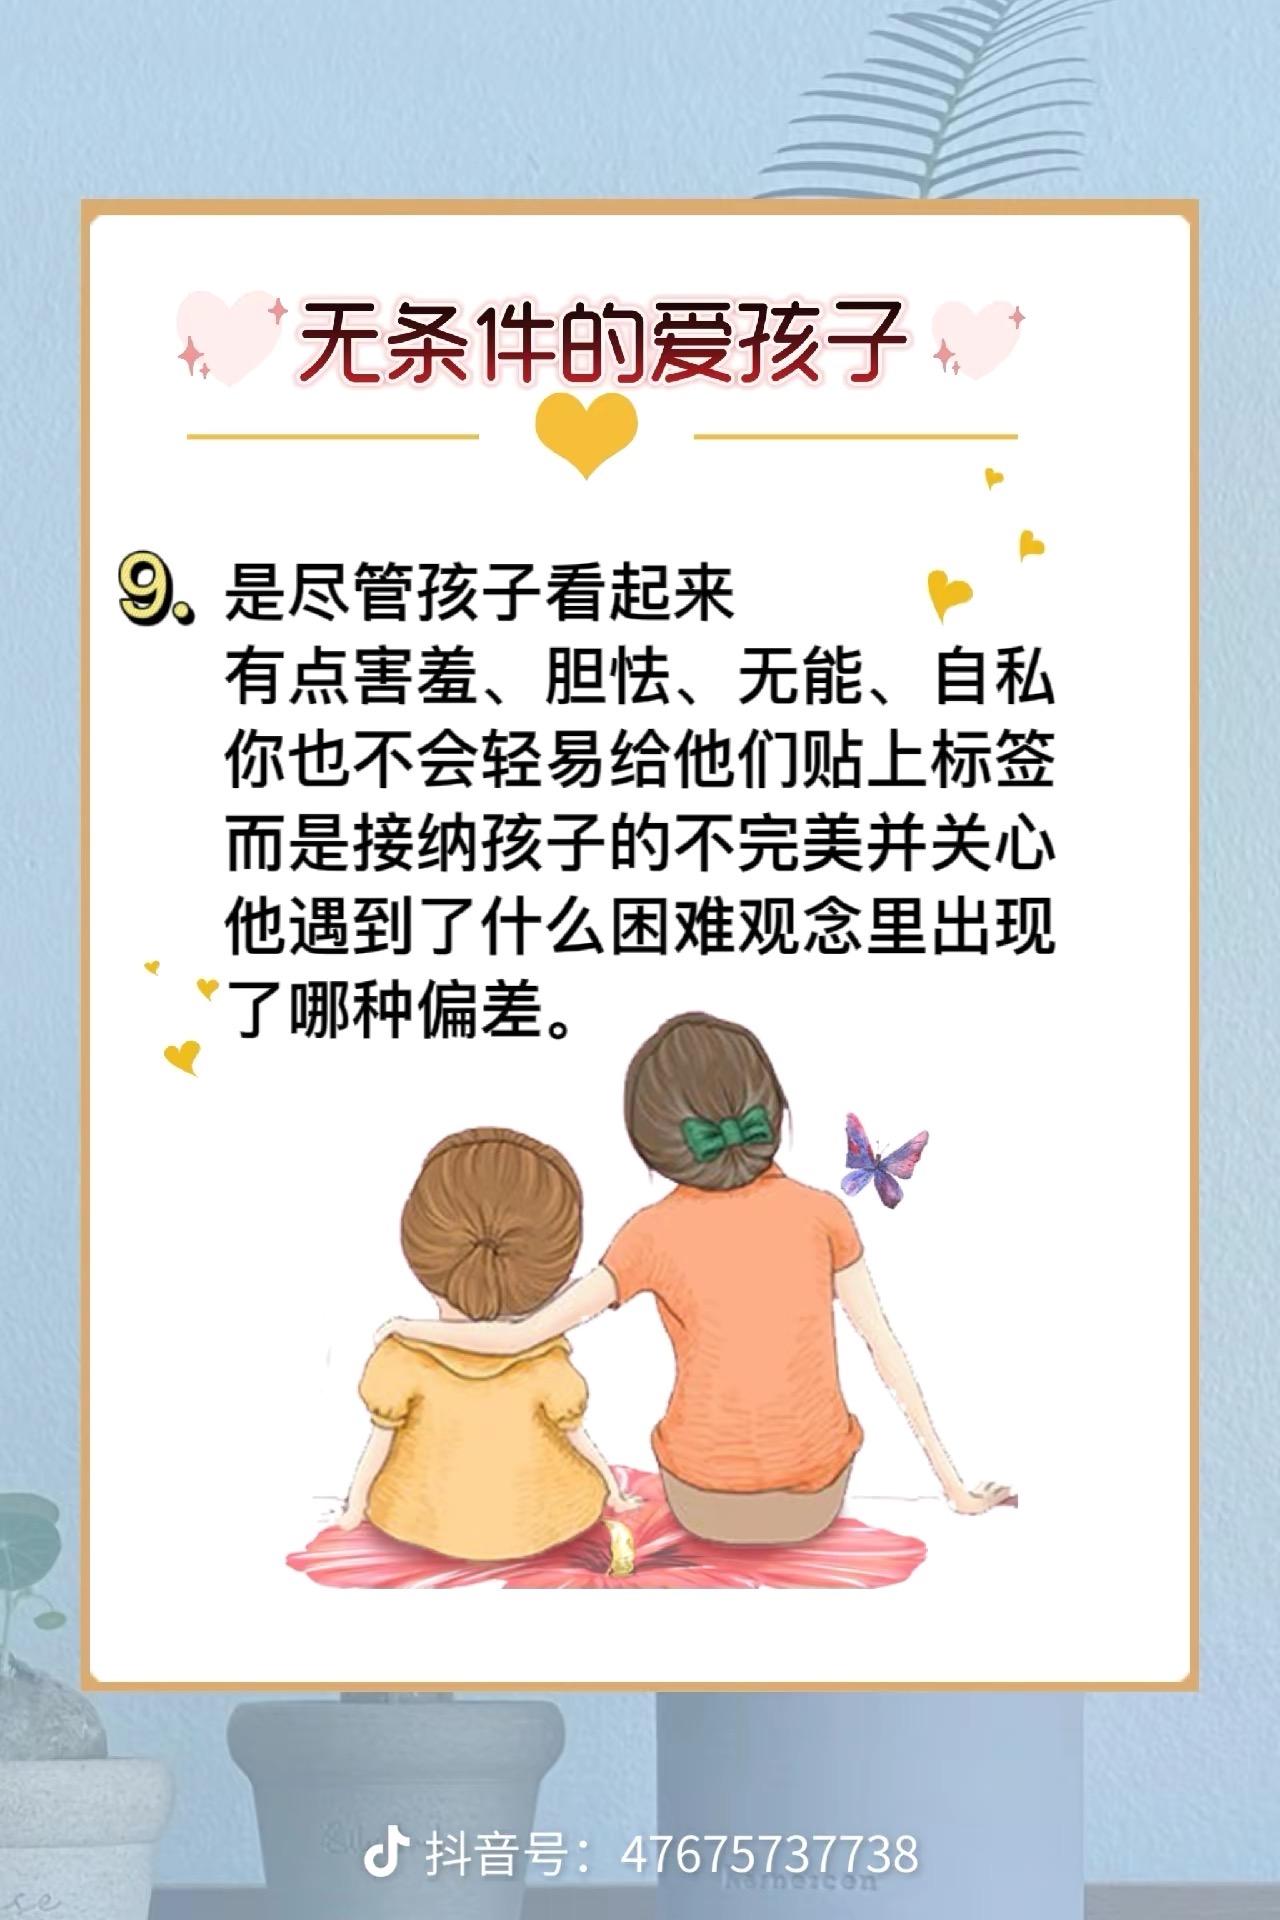 无条件的爱孩子
9. 是尽管孩子看起来
有点害羞、胆怯、无能、自私
你也不会轻易给他们贴上标签
而是接纳孩子的不完美并关心
他遇到了什么困难观念里出现
了哪种偏差。
抖音号：47675737738